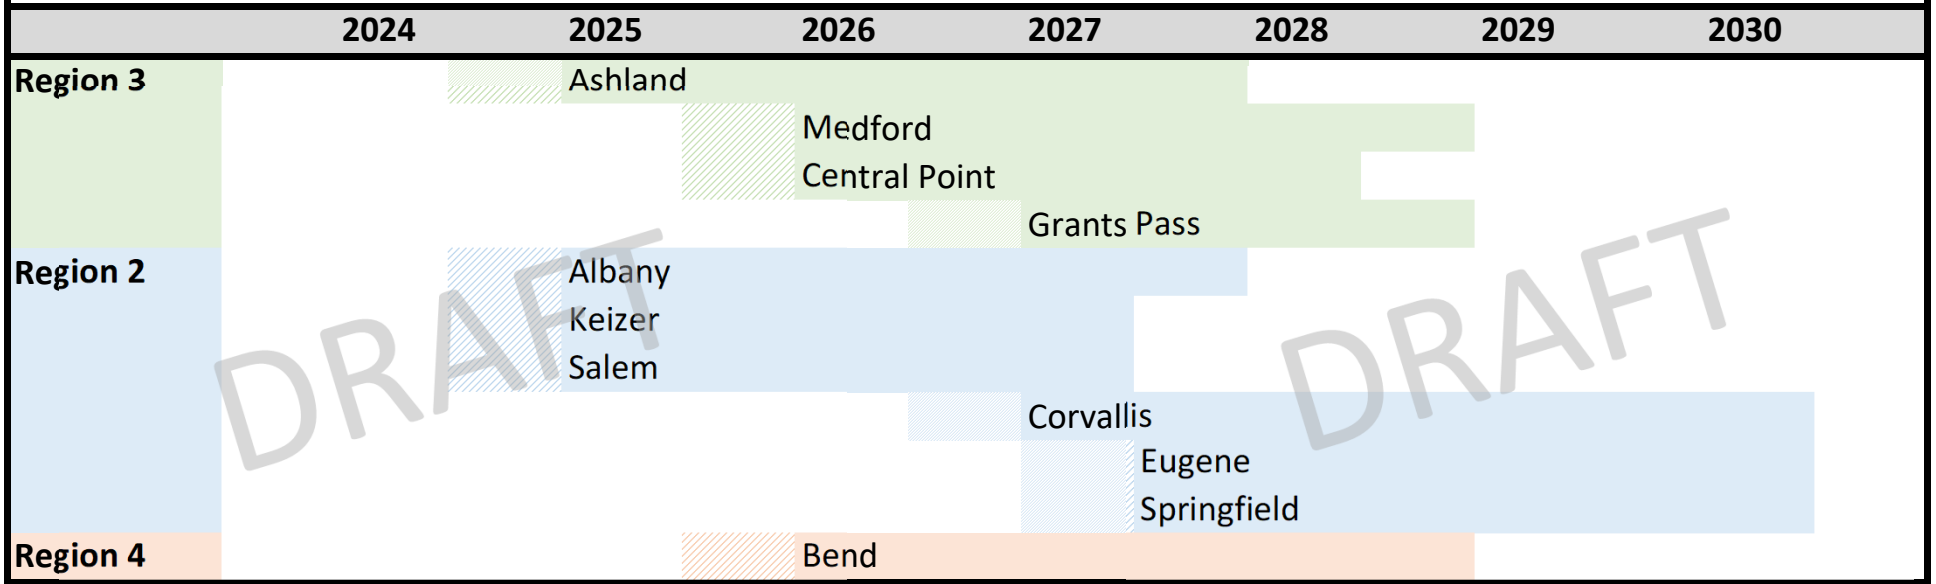 2024 2025 2026 2027 2028 2029 2030
Region 3 Ashland
Medford
Central Point
Grants Pass
Region 2 Albany
Keizer
Salem
Corvallis
Eugene
Springfield
Region 4 Bend
DRAFT
DRAFT